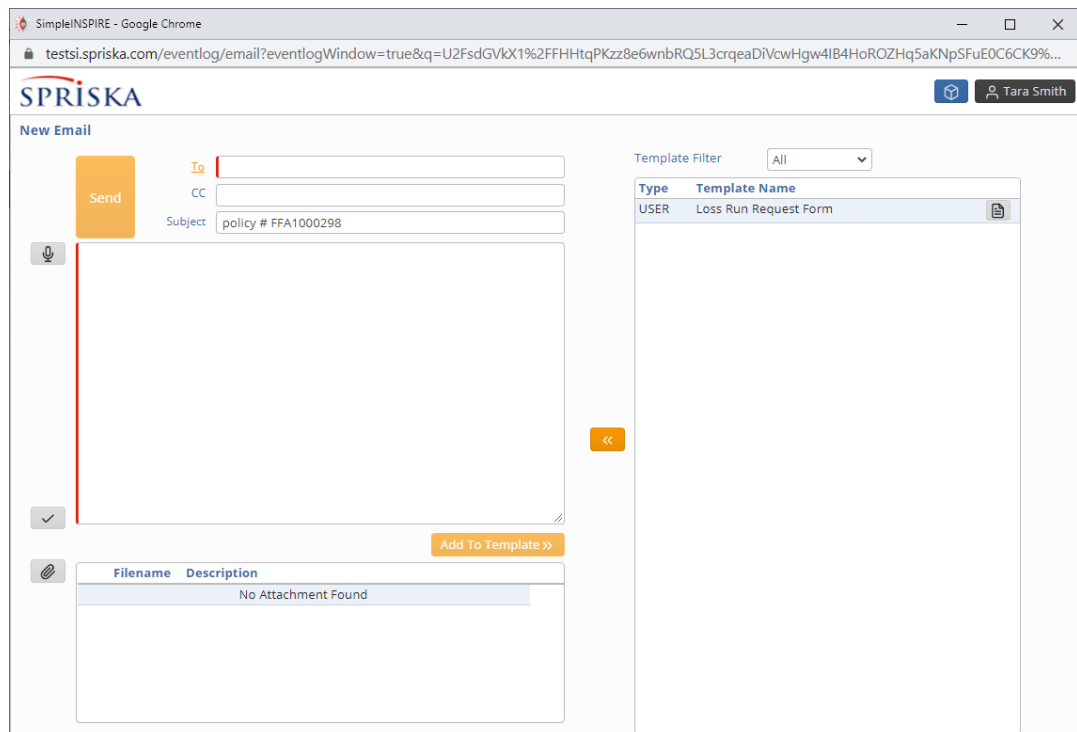 SimpleINSPIRE - Google Chrome
testsi.spriska.com/eventlog/email?eventlogWindow=true&q=U2FsdGVkX1%2FFHHtqPKzz8e6wnbRQ5L3crqeaDiVcwHgw4IB4HoROZHq5aKNpSFuE0C6CK9%...
SPRİSKA
Tara Smith
New Email
Send
To
CC
Subject
policy # FFA1000298
Add To Template »
Filename Description
No Attachment Found
«
Template Filter
All
Type Template Name
USER Loss Run Request Form